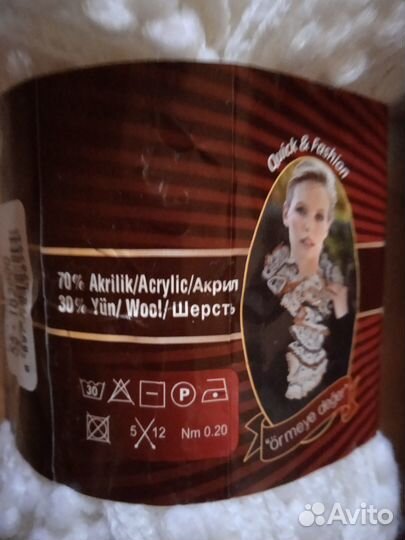 Quick & Fashion
70% Akrilik/Acrylic/Акрил
30% Yün/ Wool/Шерсть
30 P
5 12 Nm 0.20
"örmeye değer"
Avito